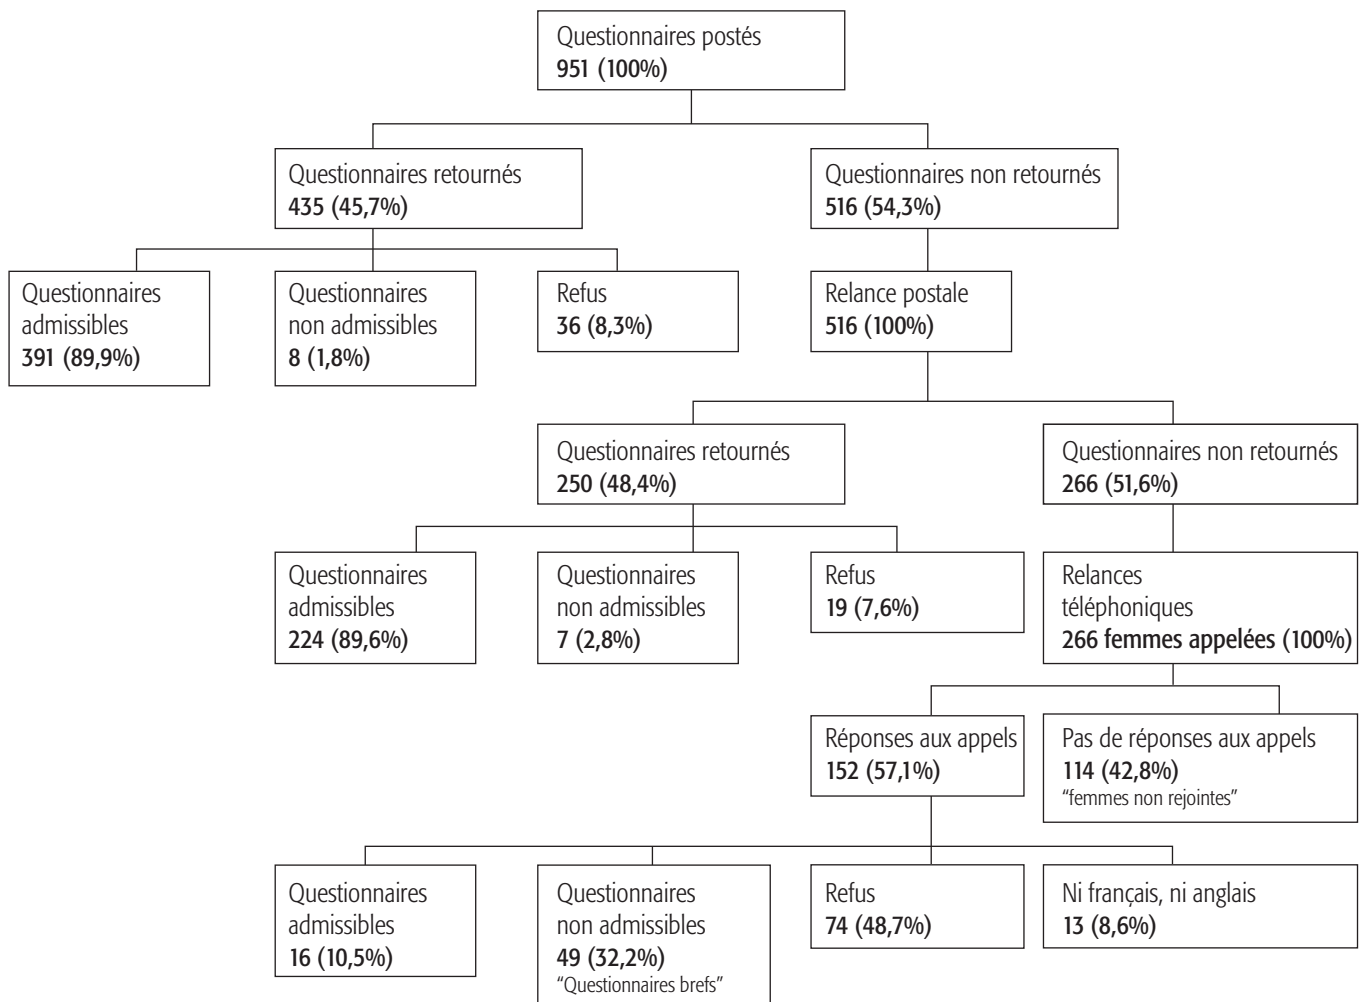 Questionnaires postés
951 (100%)
Questionnaires retournés
435 (45,7%)
Questionnaires non retournés
516 (54,3%)
Questionnaires
admissibles
391 (89,9%)
Questionnaires
non admissibles
8 (1,8%)
Refus
36 (8,3%)
Relance postale
516 (100%)
Questionnaires retournés
250 (48,4%)
Questionnaires non retournés
266 (51,6%)
Questionnaires
admissibles
224 (89,6%)
Questionnaires
non admissibles
7 (2,8%)
Refus
19 (7,6%)
Relances
téléphoniques
266 femmes appelées (100%)
Réponses aux appels
152 (57,1%)
Pas de réponses aux appels
114 (42,8%)
“femmes non rejointes”
Questionnaires
admissibles
16 (10,5%)
Questionnaires
non admissibles
49 (32,2%)
“Questionnaires brefs”
Refus
74 (48,7%)
Ni français, ni anglais
13 (8,6%)